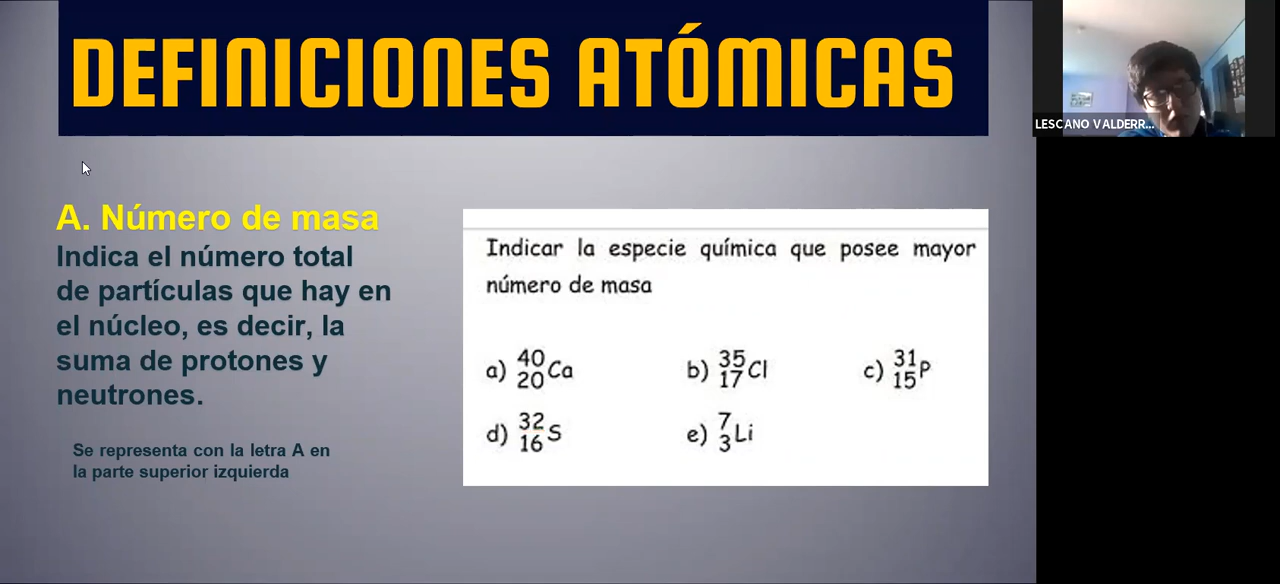 DEFINICIONES ATÓMICAS
LESCANO VALDERR...
A. Número de masa
Indica el número total
de partículas que hay en
el núcleo, es decir, la
suma de protones y
neutrones.
Se representa con la letra A en
la parte superior izquierda
Indicar la especie química que posee mayor
número de masa
a) 40 20 Ca b) 35 17 Cl c) 31 15 P
d) 32 16 S e) 7 3 Li